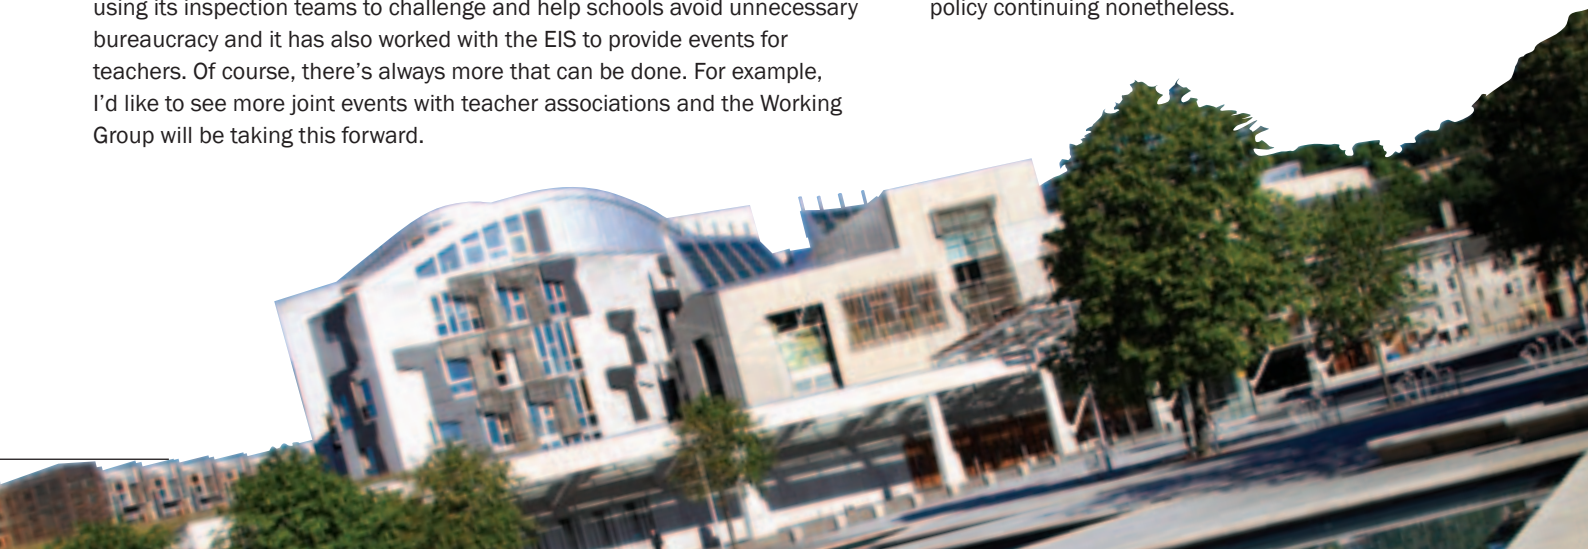 using its inspection teams to challenge and help schools avoid unnecessary
bureaucracy and it has also worked with the EIS to provide events for
teachers. Of course, there’s always more that can be done. For example,
I’d like to see more joint events with teacher associations and the Working
Group will be taking this forward.
policy continuing nonetheless.